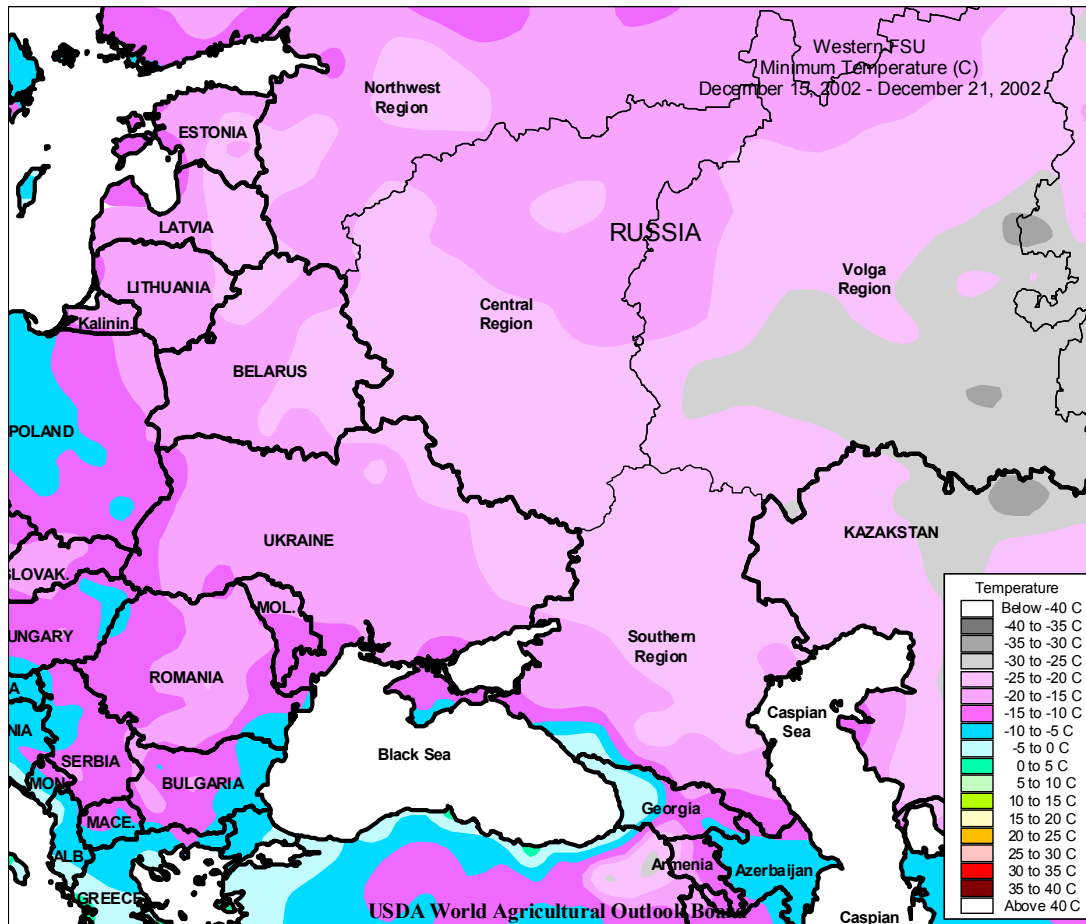 Western FSU
Minimum Temperature (C)
December 15, 2002 - December 21, 2002
Northwest
Region
ESTONIA
LATVIA
RUSSIA
LITHUANIA
Volga
Region
Kalinin.
Central
Region
BELARUS
POLAND
UKRAINE
KAZAKSTAN
SLOVAK.
MOL.
UNGARY
Southern
Region
ROMANIA
A
Caspian
Sea
NIA
Black Sea
SERBIA
MON.
BULGARIA
MACE.
Georgia
ALB.
Armenia
Azerbaijan
GREECE
USDA World Agricultural Outlook Board
Caspian
Temperature
Below -40 C
-40 to -35 C
-35 to -30 C
-30 to -25 C
-25 to -20 C
-20 to -15 C
-15 to -10 C
-10 to -5 C
-5 to 0 C
0 to 5 C
5 to 10 C
10 to 15 C
15 to 20 C
20 to 25 C
25 to 30 C
30 to 35 C
35 to 40 C
Above 40 C